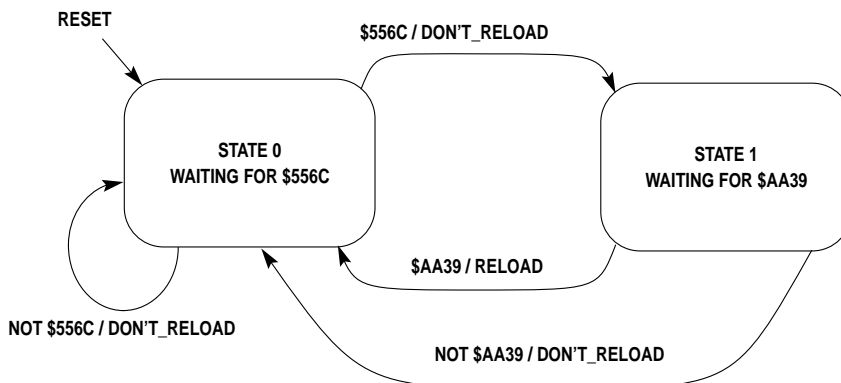 RESET
$556C / DON'T_RELOAD
STATE 0
WAITING FOR $556C
STATE 1
WAITING FOR $AA39
$AA39 / RELOAD
NOT $556C / DON'T_RELOAD
NOT $AA39 / DON'T_RELOAD